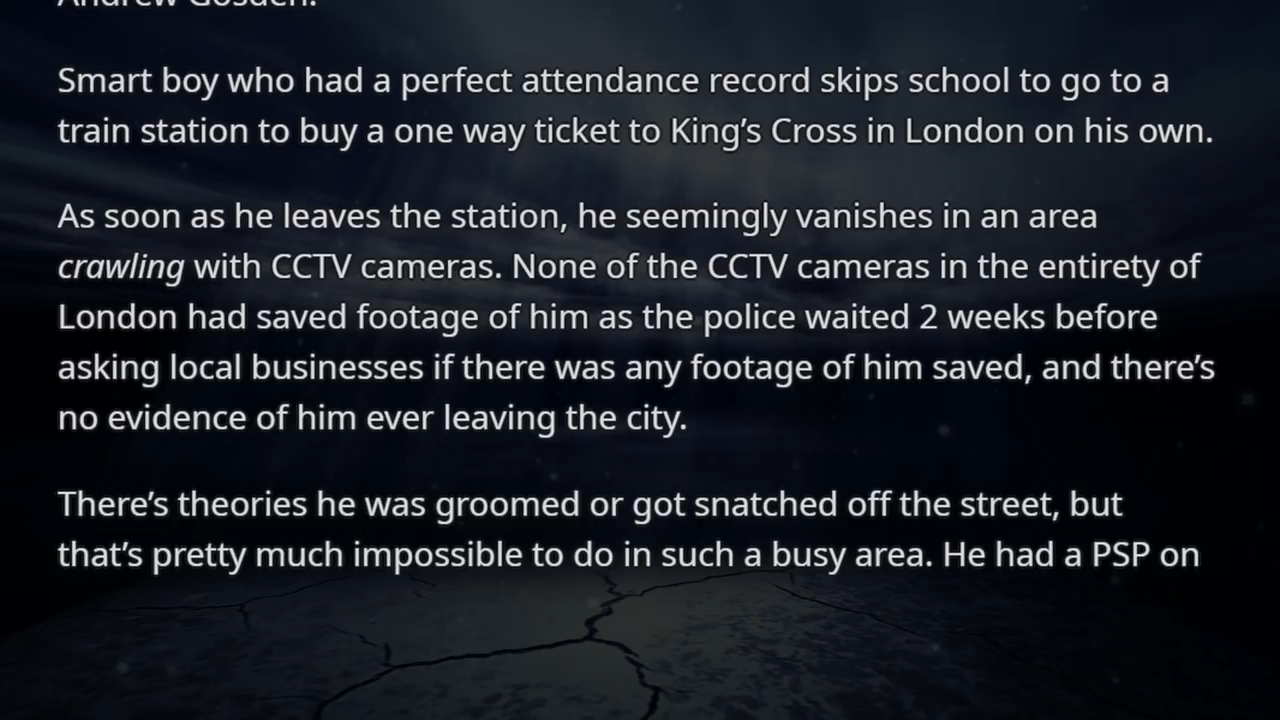 Andrew Gosden.
Smart boy who had a perfect attendance record skips school to go to a
train station to buy a one way ticket to King’s Cross in London on his own.
As soon as he leaves the station, he seemingly vanishes in an area
crawling with CCTV cameras. None of the CCTV cameras in the entirety of
London had saved footage of him as the police waited 2 weeks before
asking local businesses if there was any footage of him saved, and there’s
no evidence of him ever leaving the city.
There’s theories he was groomed or got snatched off the street, but
that’s pretty much impossible to do in such a busy area. He had a PSP on